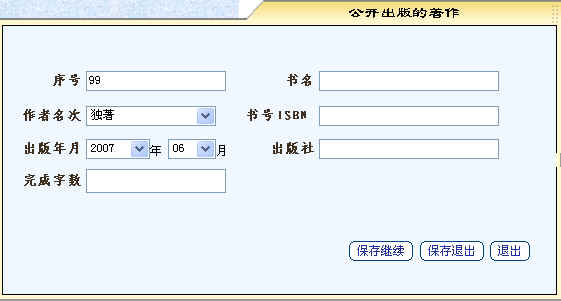 公开出版的著作
序号 99 书名
作者名次 独著 书号ISBN
出版年月 2007 年 06 月 出版社
完成字数
保存继续 保存退出 退出